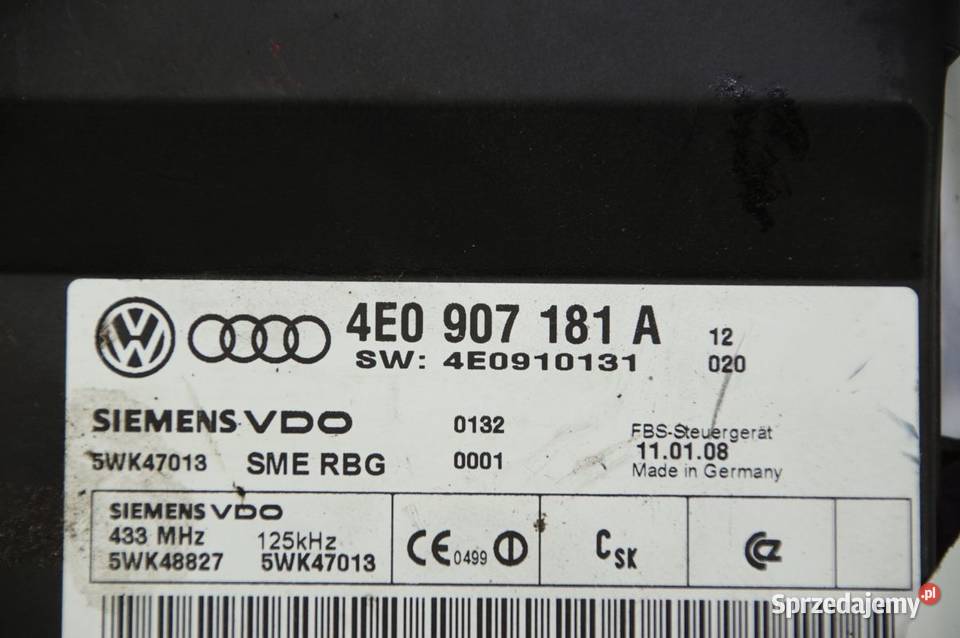 4E0 907 181 A 12
SW: 4E0910131 020
SIEMENS VDO 0132 FBS-Steuergerät
5WK47013 SME RBG 0001 11.01.08
Made in Germany
SIEMENS VDO
433 MHz 125kHz
5WK48827 5WK47013
CE 0499
CSK
Sprzedajemy.pl